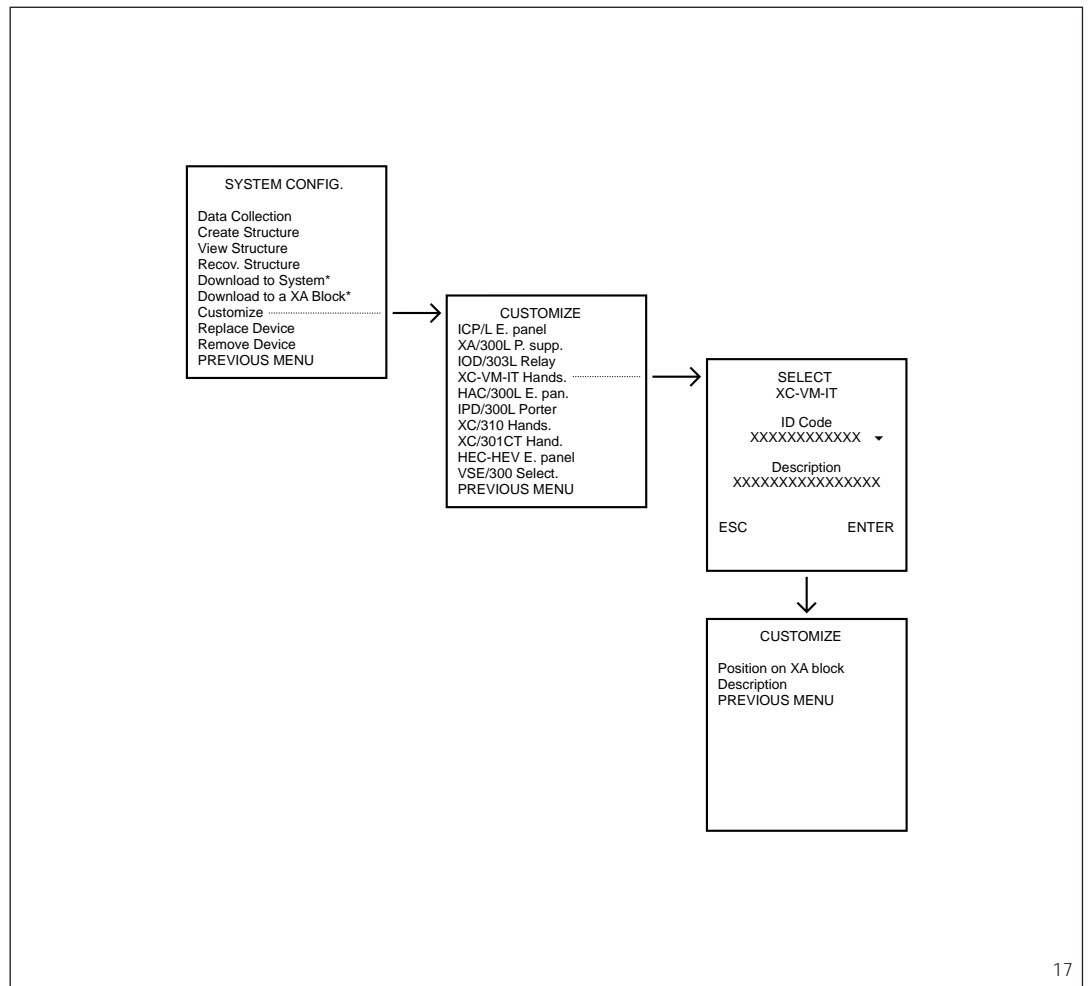 SYSTEM CONFIG.
Data Collection
Create Structure
View Structure
Recov. Structure
Download to System*
Download to a XA Block*
Customize
Replace Device
Remove Device
PREVIOUS MENU
CUSTOMIZE
ICP/L E. panel
XA/300L P. supp.
IOD/303L Relay
XC-VM-IT Hands.
HAC/300L E. pan.
IPD/300L Porter
XC/310 Hands.
XC/301CT Hand.
HEC-HEV E. panel
VSE/300 Select.
PREVIOUS MENU
SELECT
XC-VM-IT
ID Code
XXXXXXXXXXXX
Description
XXXXXXXXXXXXXXXX
ESC ENTER
CUSTOMIZE
Position on XA block
Description
PREVIOUS MENU
17